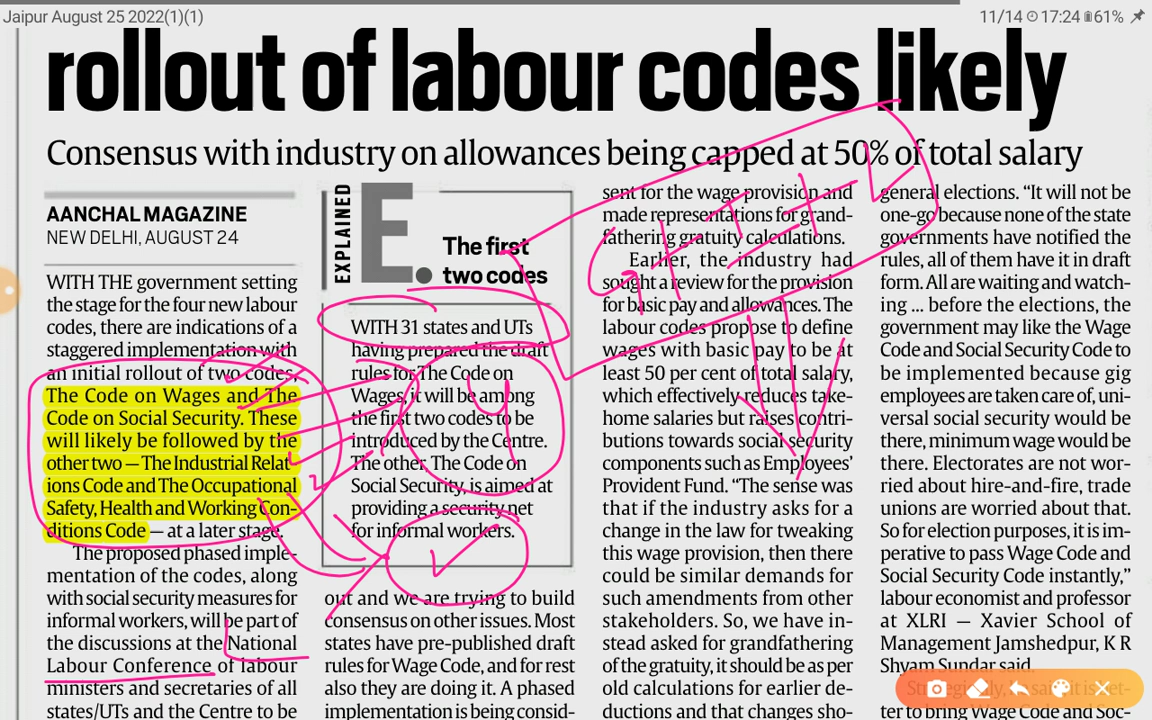 Jaipur August 25 2022(1)(1)
11/14 17:24 61%
rollout of labour codes likely
Consensus with industry on allowances being capped at 50% of total salary
AANCHAL MAGAZINE
NEW DELHI, AUGUST 24
WITH THE government setting
the stage for the four new labour
codes, there are indications of a
staggered implementation with
an initial rollout of two codes,
The Code on Wages and The
Code on Social Security. These
will likely be followed by the
other two — The Industrial Relat-
ions Code and The Occupational
Safety, Health and Working Con-
ditions Code — at a later stage.
The proposed phased imple-
mentation of the codes, along
with social security measures for
informal workers, will be part of
the discussions at the National
Labour Conference of labour
ministers and secretaries of all
states/UTs and the Centre to be
EXPLAINED
E.
The first
two codes
WITH 31 states and UTs
having prepared the draft
rules for The Code on
Wages, it will be among
the first two codes to be
introduced by the Centre.
The other, The Code on
Social Security, is aimed at
providing a security net
for informal workers.
4
out and we are trying to build
consensus on other issues. Most
states have pre-published draft
rules for Wage Code, and for rest
also they are doing it. A phased
implementation is being consid-
sent for the wage provision and
made representations for grand-
fathering gratuity calculations.
Earlier, the industry had
sought a review for the provision
for basic pay and allowances. The
labour codes propose to define
wages with basic pay to be at
least 50 per cent of total salary,
which effectively reduces take-
home salaries but raises contri-
butions towards social security
components such as Employees'
Provident Fund. “The sense was
that if the industry asks for a
change in the law for tweaking
this wage provision, then there
could be similar demands for
such amendments from other
stakeholders. So, we have in-
stead asked for grandfathering
of the gratuity, it should be as per
old calculations for earlier de-
ductions and that changes sho-
general elections. “It will not be
one-go because none of the state
governments have notified the
rules, all of them have it in draft
form. All are waiting and watch-
ing ... before the elections, the
government may like the Wage
Code and Social Security Code to
be implemented because gig
employees are taken care of, uni-
versal social security would be
there, minimum wage would be
there. Electorates are not wor-
ried about hire-and-fire, trade
unions are worried about that.
So for election purposes, it is im-
perative to pass Wage Code and
Social Security Code instantly,”
labour economist and professor
at XLRI — Xavier School of
Management Jamshedpur, K R
Shyam Sundar said.
ter to bring Wage Code and Soc-